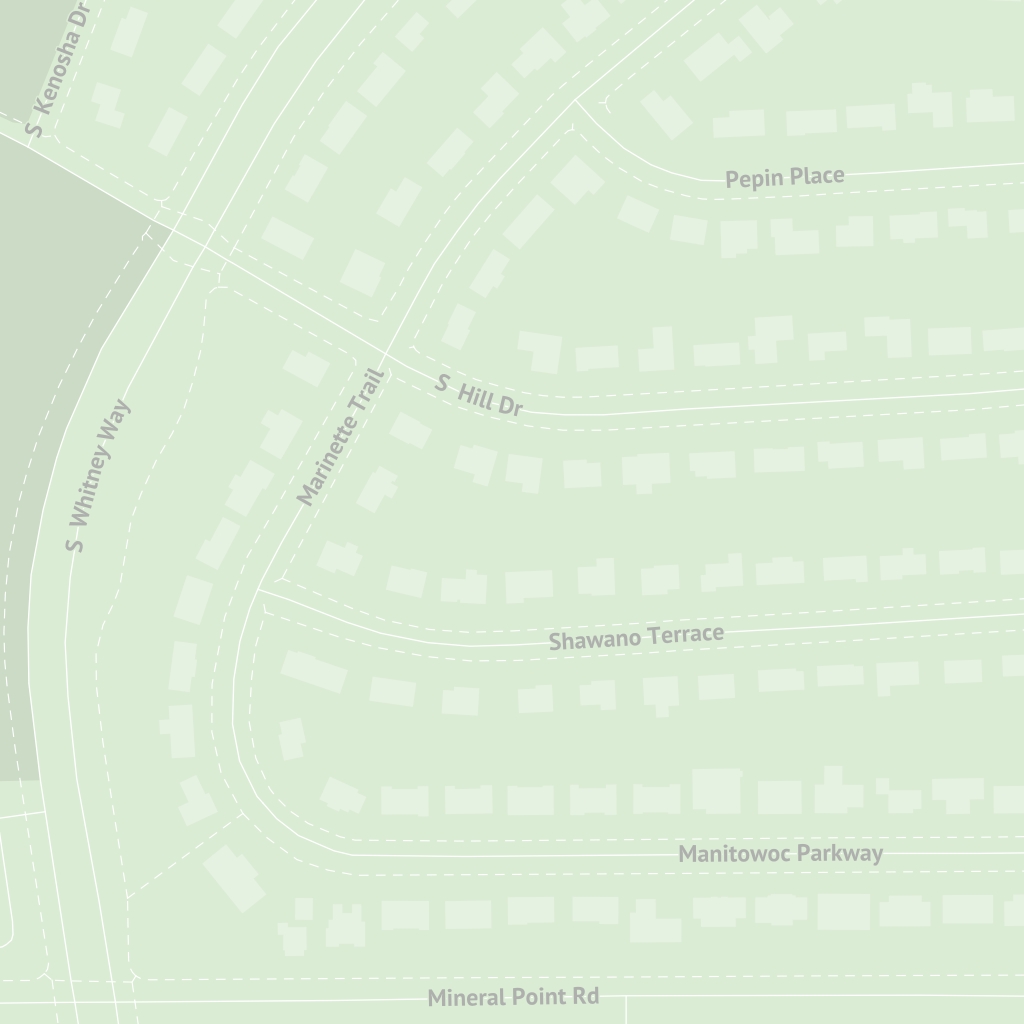 S Kenosha Dr
Pepin Place
S Hill Dr
Marinette Trail
S Whitney Way
Shawano Terrace
Manitowoc Parkway
Mineral Point Rd